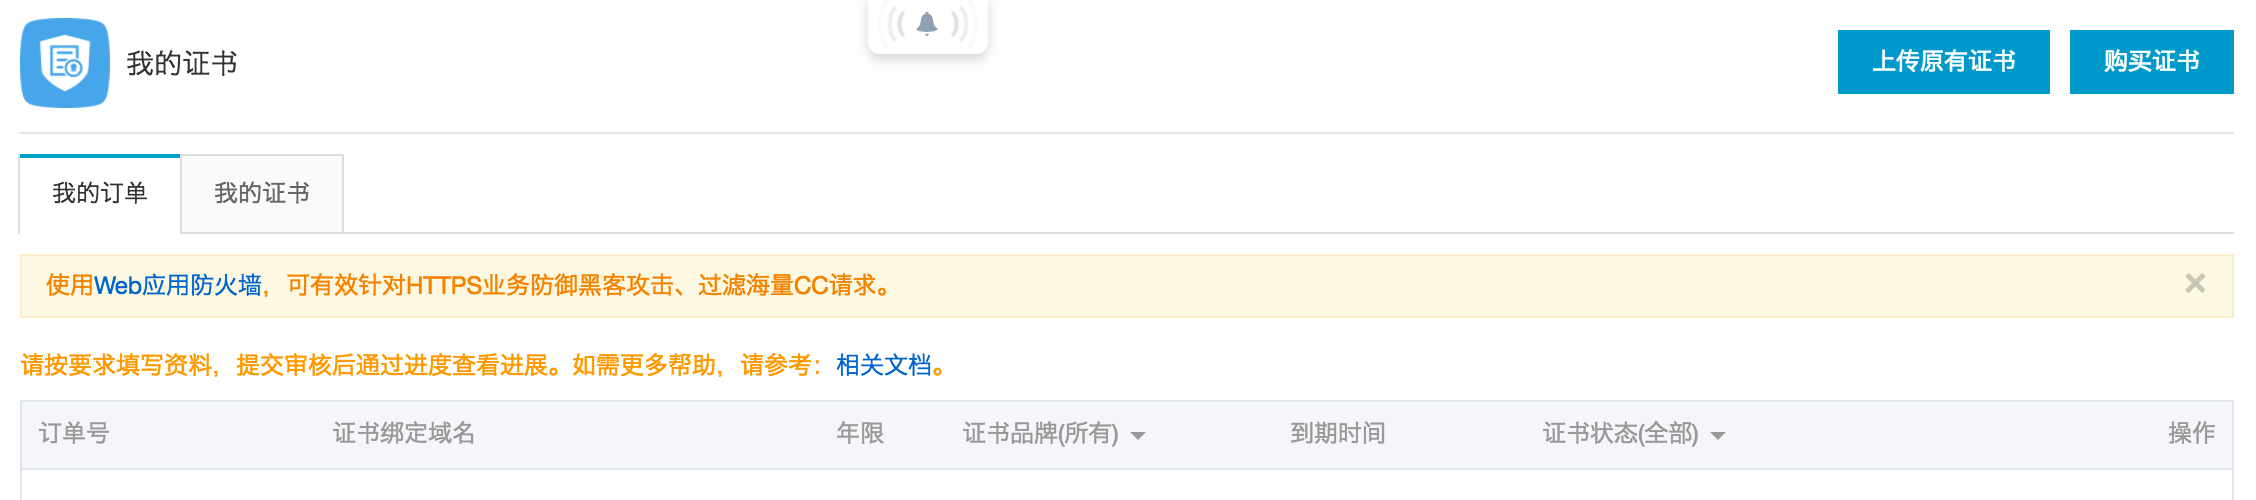 我的证书
上传原有证书
购买证书
我的订单
我的证书
使用Web应用防火墙，可有效针对HTTPS业务防御黑客攻击、过滤海量CC请求。
请按要求填写资料，提交审核后通过进度查看进展。如需更多帮助，请参考：相关文档。
订单号 证书绑定域名 年限 证书品牌(所有) 到期时间 证书状态(全部) 操作